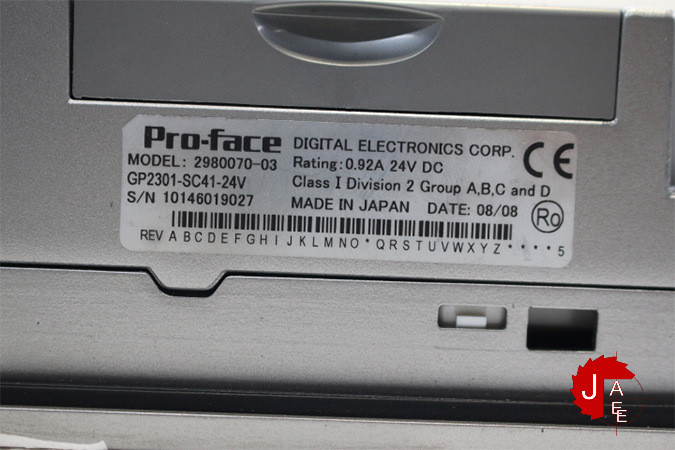 Pro-face DIGITAL ELECTRONICS CORP. CE
MODEL: 2980070-03 Rating: 0.92A 24V DC
GP2301-SC41-24V Class I Division 2 Group A,B,C and D
S/N 10146019027 MADE IN JAPAN DATE: 08/08 Ro
REV A B C D E F G H I J K L M N O * Q R S T U V W X Y Z * * * * 5
J A E E